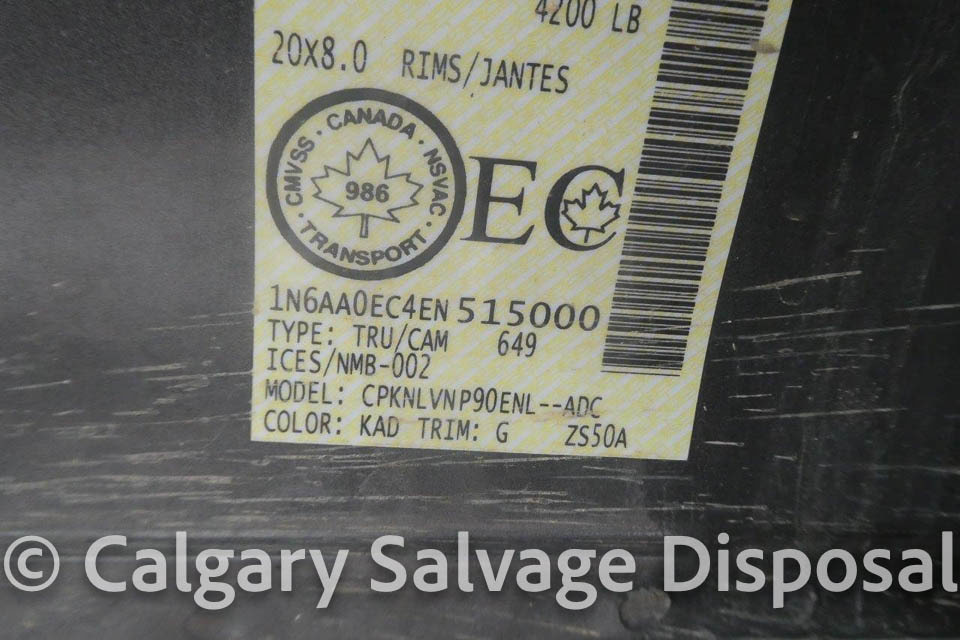 4200 LB
20X8.0 RIMS/JANTES
CMVSS · CANADA · NSVAC · TRANSPORT ·
986
EC
1N6AA0EC4EN 515000
TYPE: TRU/CAM 649
ICES/NMB-002
MODEL: CPKNLVNP90ENL--ADC
COLOR: KAD TRIM: G ZS50A
© Calgary Salvage Disposal